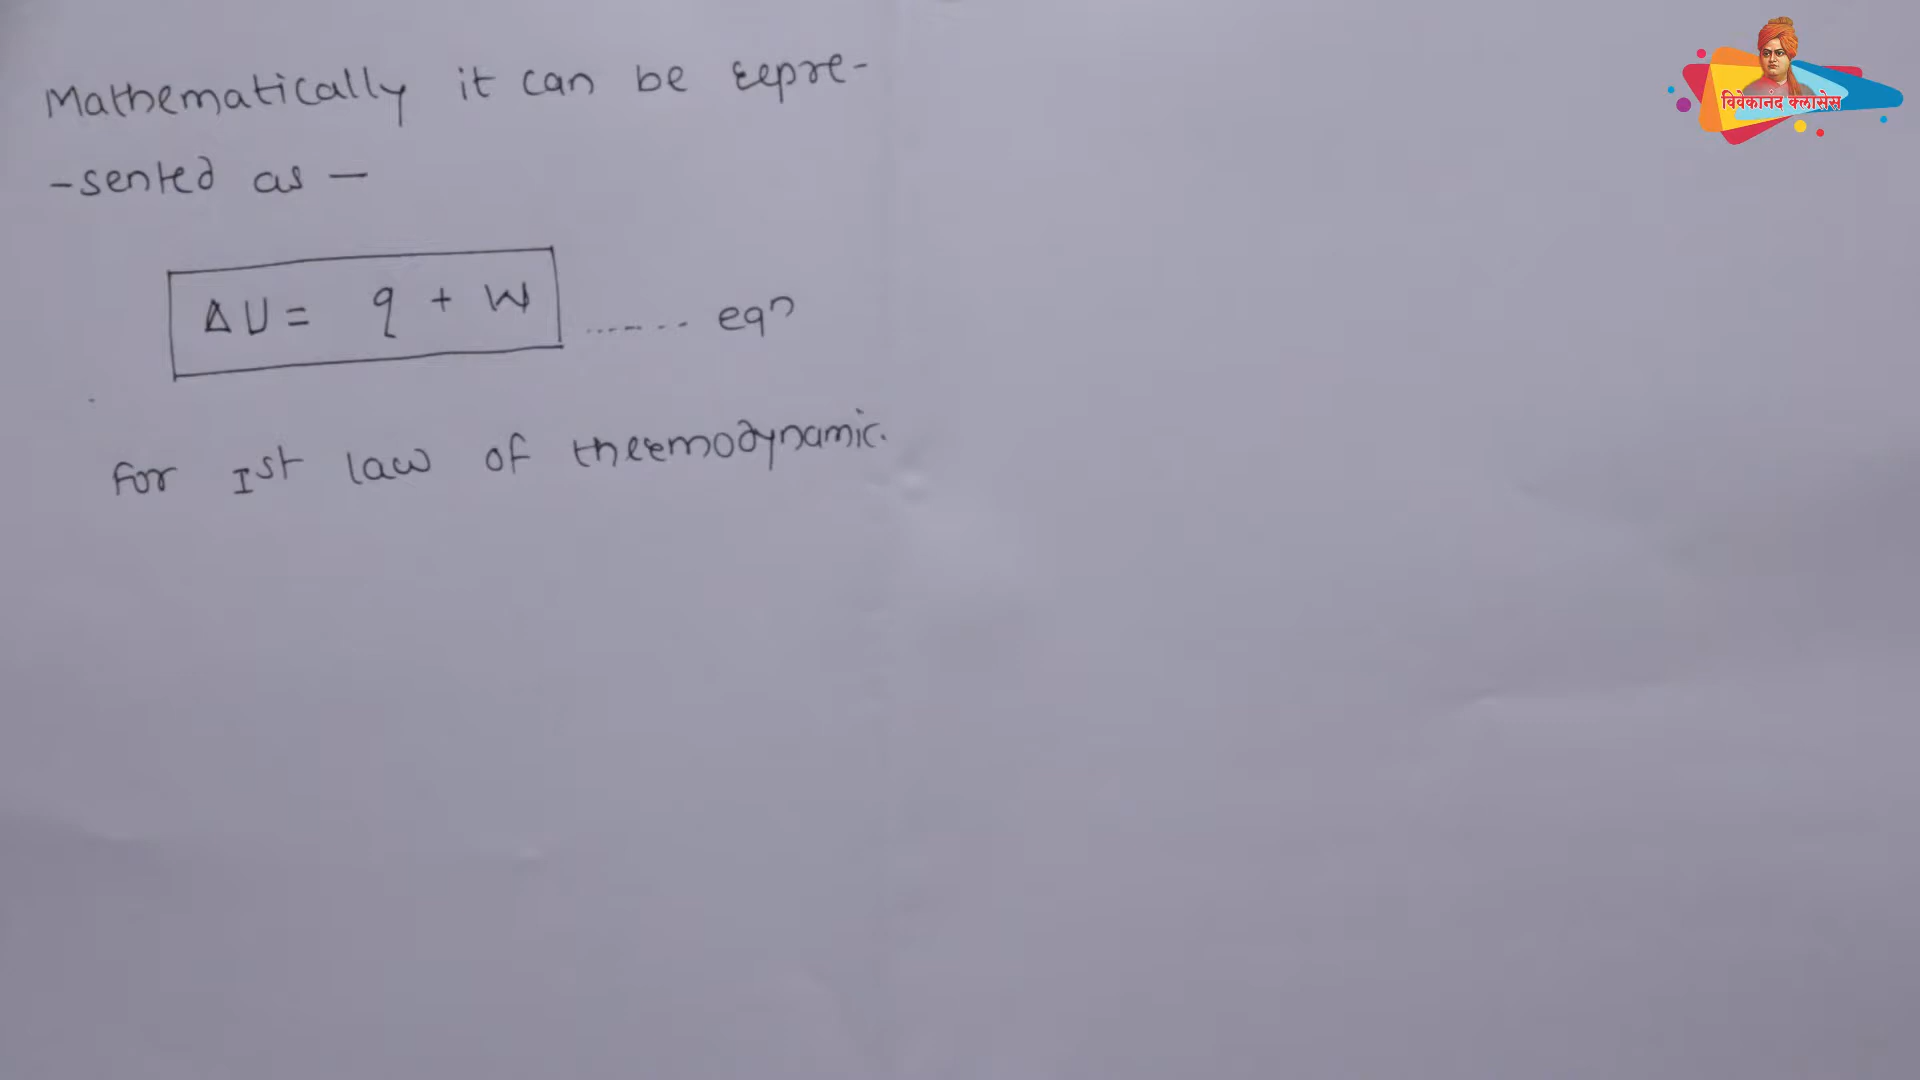 Mathematically it can be repre-
-sented as —
ΔU = q + W ....... eqn
for Ist law of thermodynamic.
विवेकानंद क्लासेस